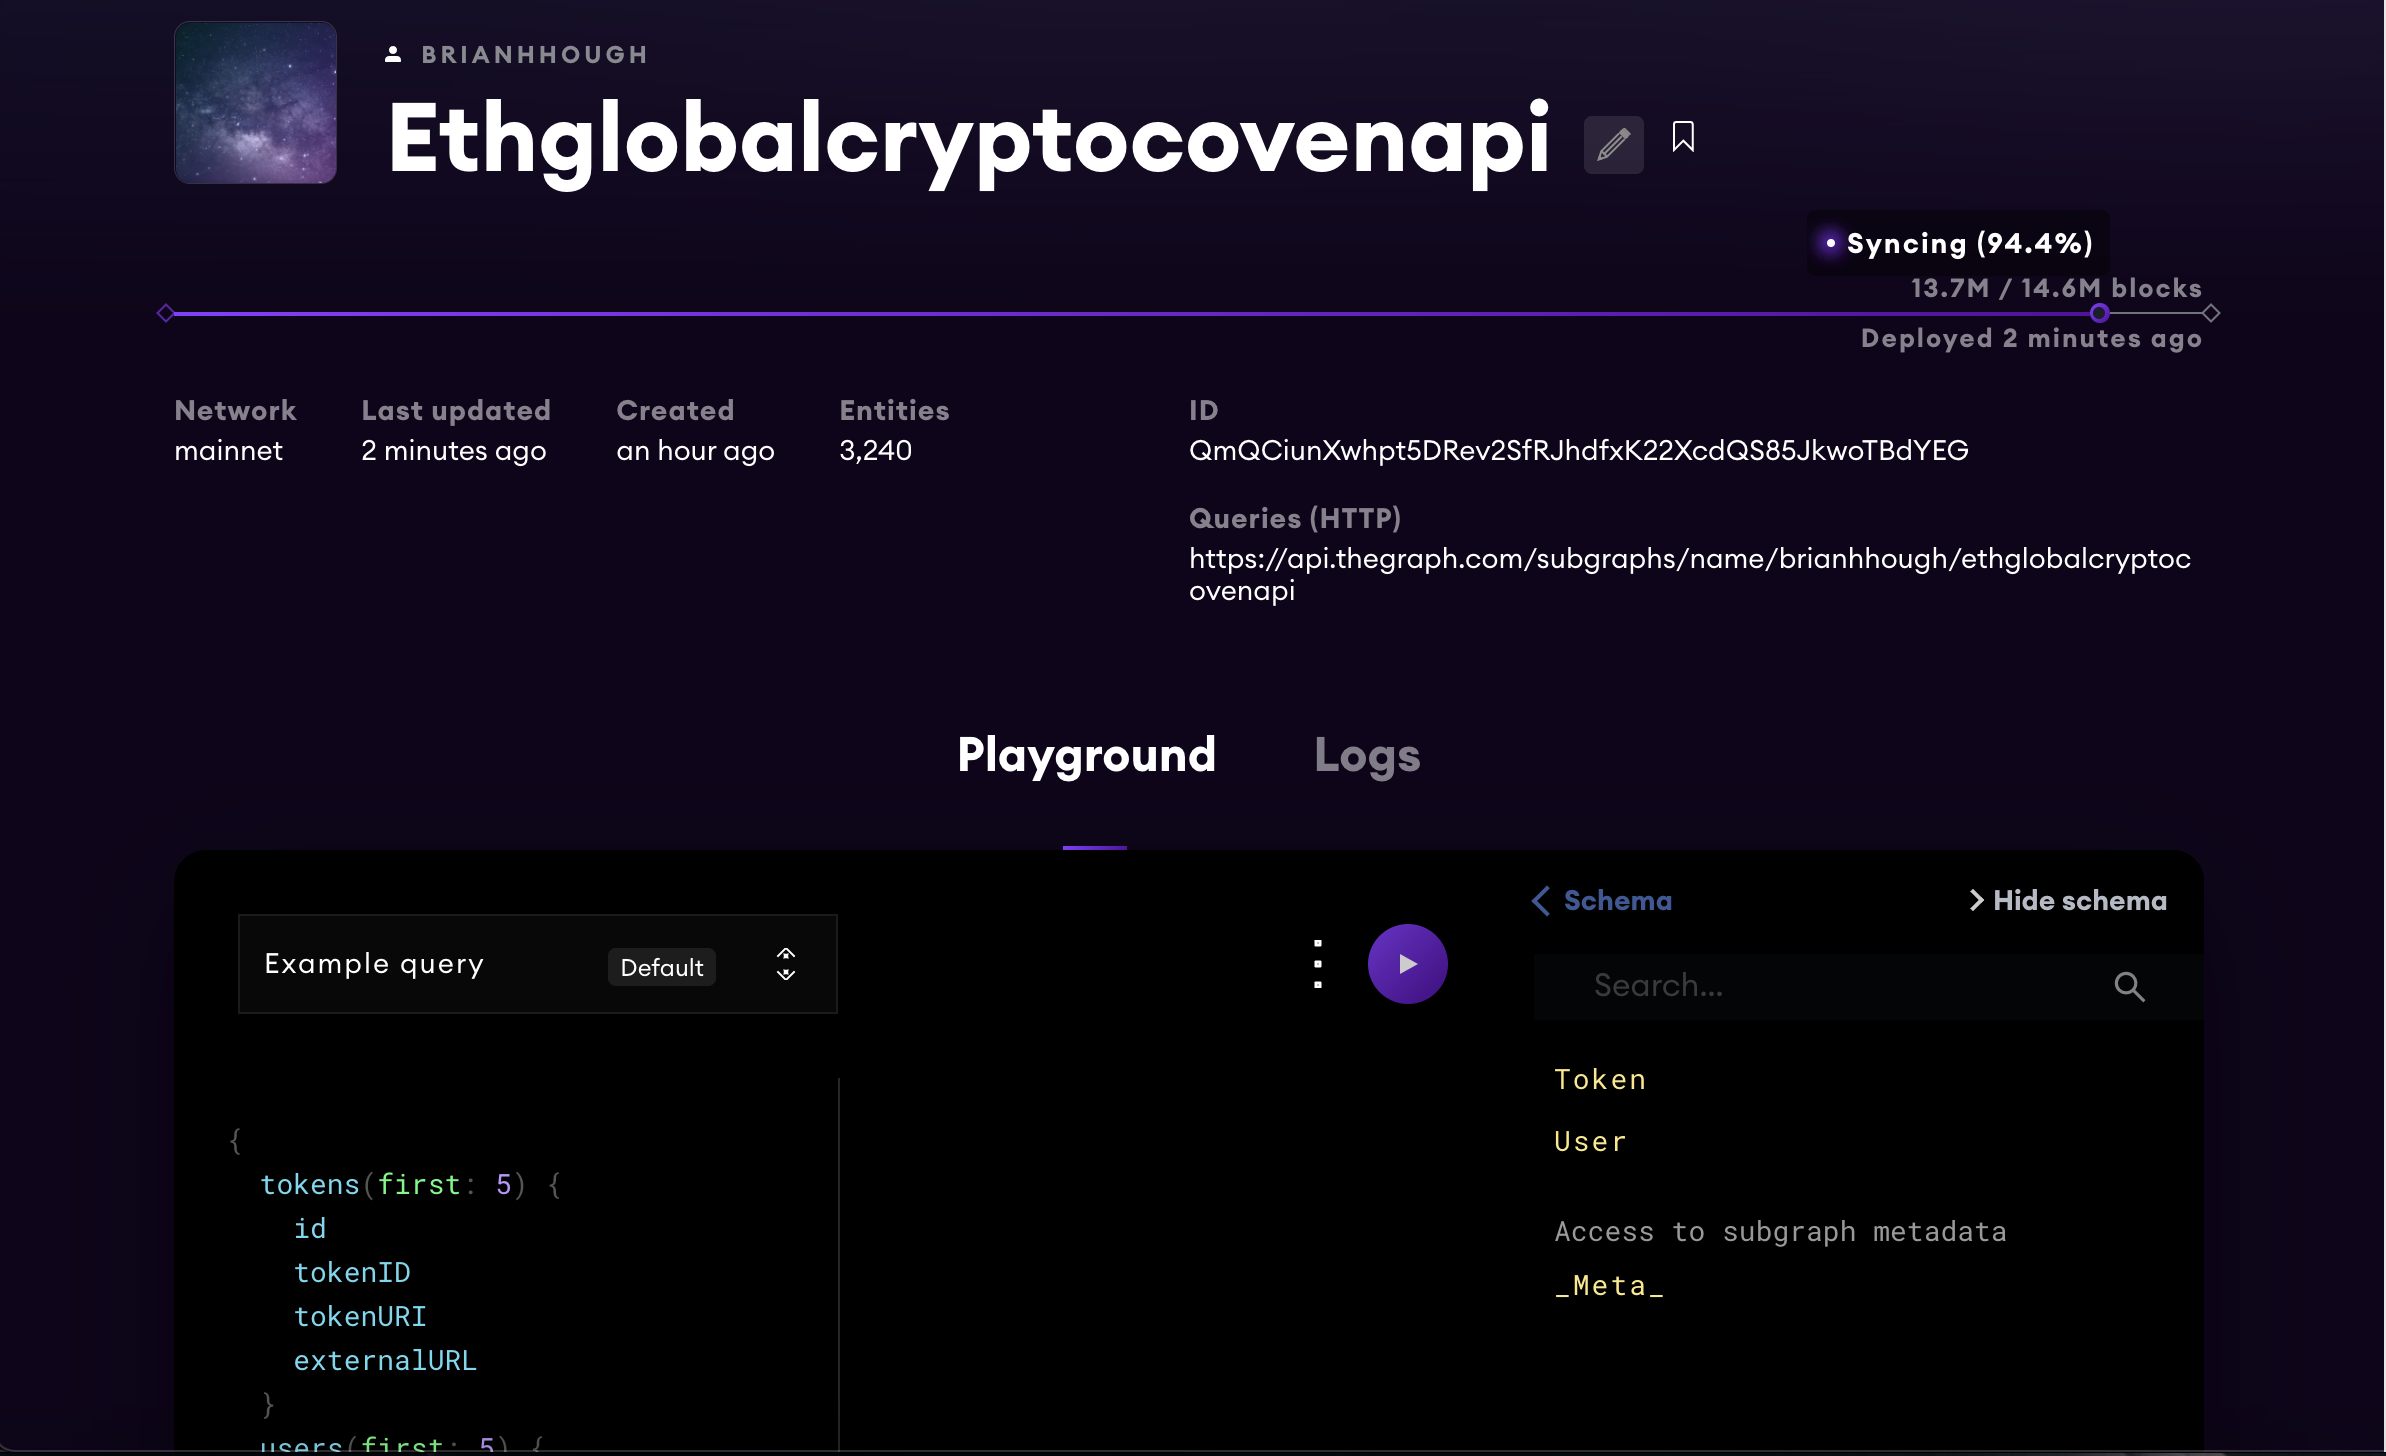 BRIANHHOUGH
Ethglobalcryptocovenapi
Syncing (94.4%)
13.7M / 14.6M blocks
Deployed 2 minutes ago
Network Last updated Created Entities ID
mainnet 2 minutes ago an hour ago 3,240 QmQCiunXwhpt5DRev2SfRJhdfxK22XcdQS85JkwoTBdYEG
Queries (HTTP)
https://api.thegraph.com/subgraphs/name/brianhhough/ethglobalcryptoc
ovenapi
Playground Logs
Schema Hide schema
Example query Default
Search...
Token
User
Access to subgraph metadata
_Meta_
{
tokens(first: 5) {
id
tokenID
tokenURI
externalURL
}
users(first: 5) {